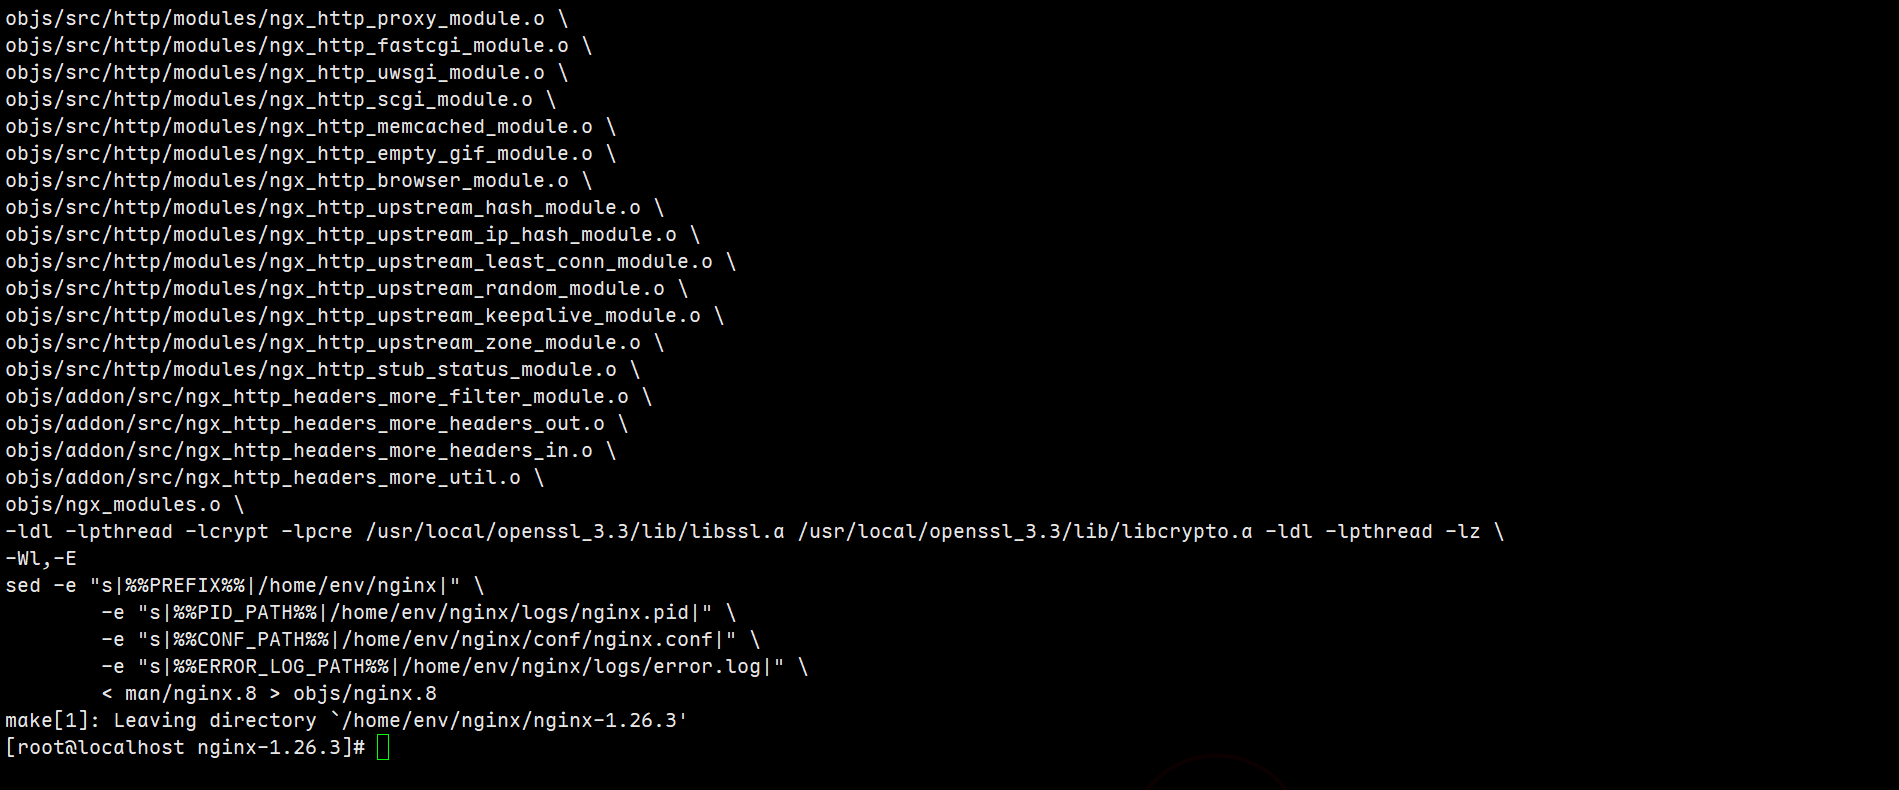 objs/src/http/modules/ngx_http_proxy_module.o \
objs/src/http/modules/ngx_http_fastcgi_module.o \
objs/src/http/modules/ngx_http_uwsgi_module.o \
objs/src/http/modules/ngx_http_scgi_module.o \
objs/src/http/modules/ngx_http_memcached_module.o \
objs/src/http/modules/ngx_http_empty_gif_module.o \
objs/src/http/modules/ngx_http_browser_module.o \
objs/src/http/modules/ngx_http_upstream_hash_module.o \
objs/src/http/modules/ngx_http_upstream_ip_hash_module.o \
objs/src/http/modules/ngx_http_upstream_least_conn_module.o \
objs/src/http/modules/ngx_http_upstream_random_module.o \
objs/src/http/modules/ngx_http_upstream_keepalive_module.o \
objs/src/http/modules/ngx_http_upstream_zone_module.o \
objs/src/http/modules/ngx_http_stub_status_module.o \
objs/addon/src/ngx_http_headers_more_filter_module.o \
objs/addon/src/ngx_http_headers_more_headers_out.o \
objs/addon/src/ngx_http_headers_more_headers_in.o \
objs/addon/src/ngx_http_headers_more_util.o \
objs/ngx_modules.o \
-ldl -lpthread -lcrypt -lpcre /usr/local/openssl_3.3/lib/libssl.a /usr/local/openssl_3.3/lib/libcrypto.a -ldl -lpthread -lz \
-Wl,-E
sed -e "s|%%PREFIX%%|/home/env/nginx|" \
        -e "s|%%PID_PATH%%|/home/env/nginx/logs/nginx.pid|" \
        -e "s|%%CONF_PATH%%|/home/env/nginx/conf/nginx.conf|" \
        -e "s|%%ERROR_LOG_PATH%%|/home/env/nginx/logs/error.log|" \
        < man/nginx.8 > objs/nginx.8
make[1]: Leaving directory `/home/env/nginx/nginx-1.26.3'
[root@localhost nginx-1.26.3]#